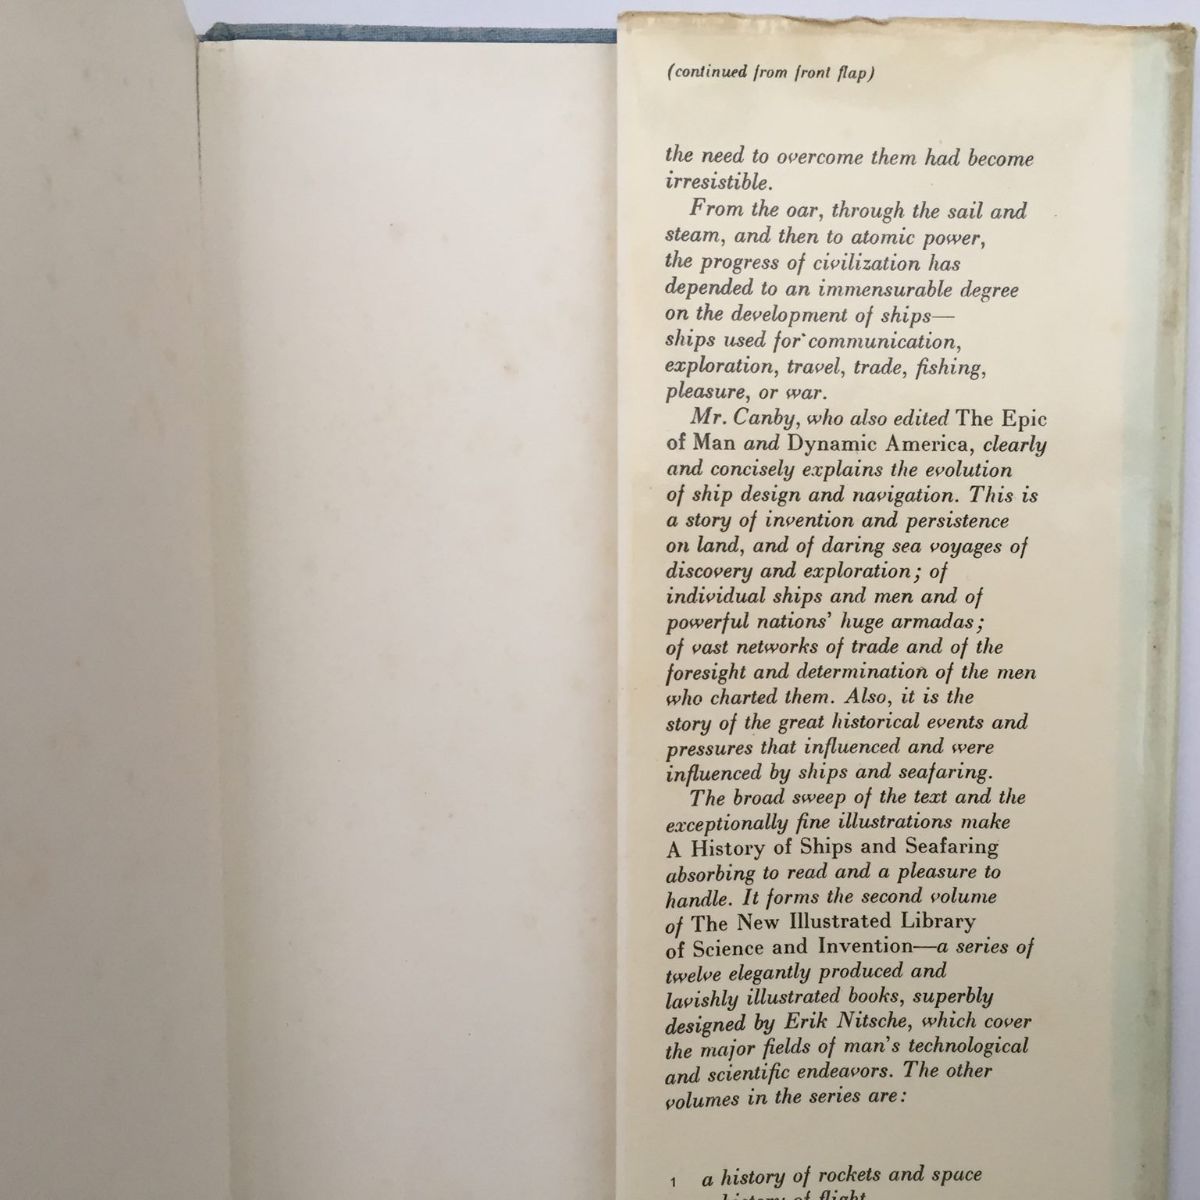 (continued from front flap)
the need to overcome them had become
irresistible.
From the oar, through the sail and
steam, and then to atomic power,
the progress of civilization has
depended to an immensurable degree
on the development of ships—
ships used for communication,
exploration, travel, trade, fishing,
pleasure, or war.
Mr. Canby, who also edited The Epic
of Man and Dynamic America, clearly
and concisely explains the evolution
of ship design and navigation. This is
a story of invention and persistence
on land, and of daring sea voyages of
discovery and exploration; of
individual ships and men and of
powerful nations' huge armadas;
of vast networks of trade and of the
foresight and determination of the men
who charted them. Also, it is the
story of the great historical events and
pressures that influenced and were
influenced by ships and seafaring.
The broad sweep of the text and the
exceptionally fine illustrations make
A History of Ships and Seafaring
absorbing to read and a pleasure to
handle. It forms the second volume
of The New Illustrated Library
of Science and Invention—a series of
twelve elegantly produced and
lavishly illustrated books, superbly
designed by Erik Nitsche, which cover
the major fields of man's technological
and scientific endeavors. The other
volumes in the series are:
1 a history of rockets and space
history of flight